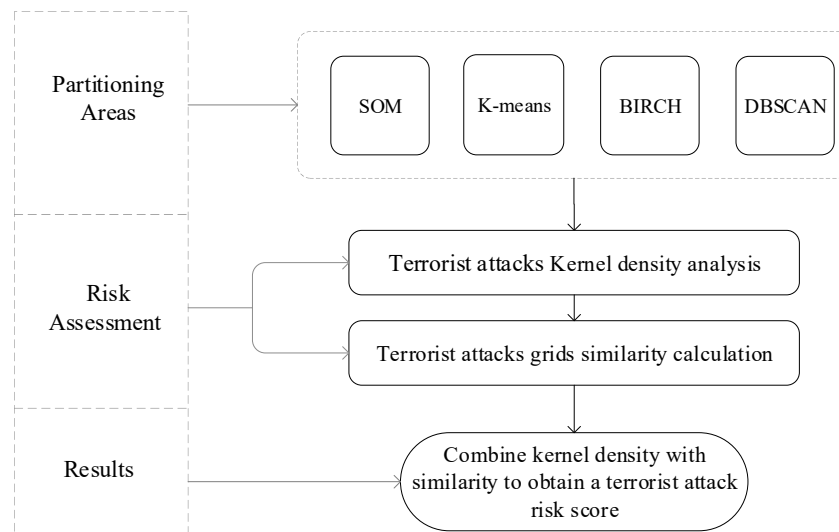 Partitioning
Areas
SOM
K-means
BIRCH
DBSCAN
Terrorist attacks Kernel density analysis
Risk
Assessment
Terrorist attacks grids similarity calculation
Results
Combine kernel density with
similarity to obtain a terrorist attack
risk score